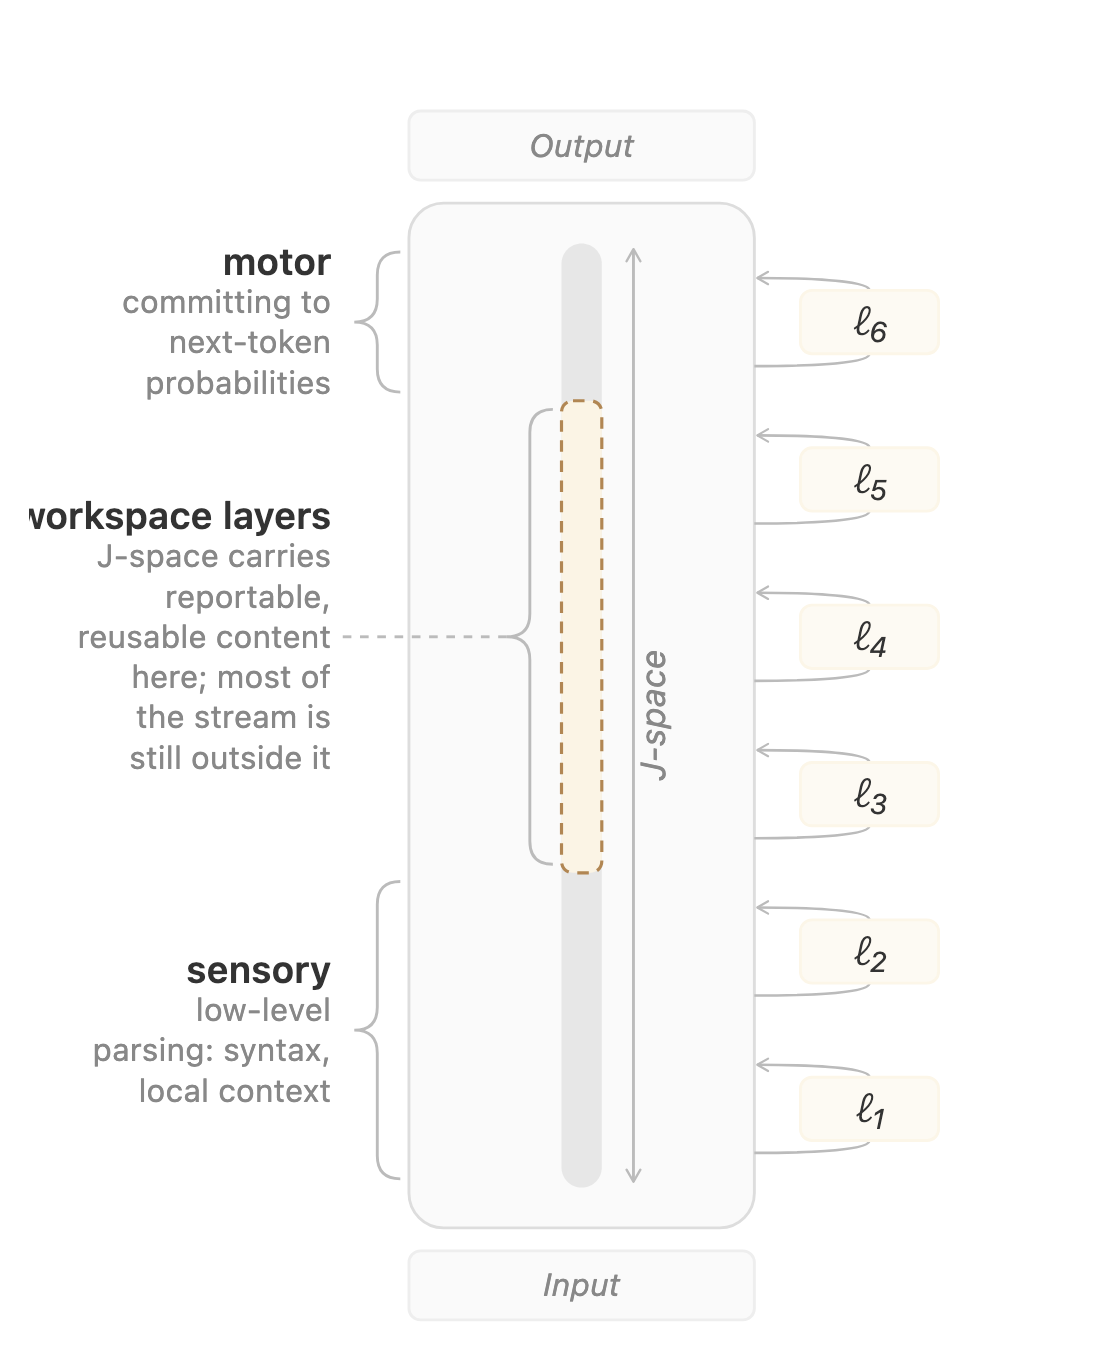 Output
motor
committing to
next-token
probabilities
workspace layers
J-space carries
reportable,
reusable content
here; most of
the stream is
still outside it
sensory
low-level
parsing: syntax,
local context
J-space
ℓ6
ℓ5
ℓ4
ℓ3
ℓ2
ℓ1
Input